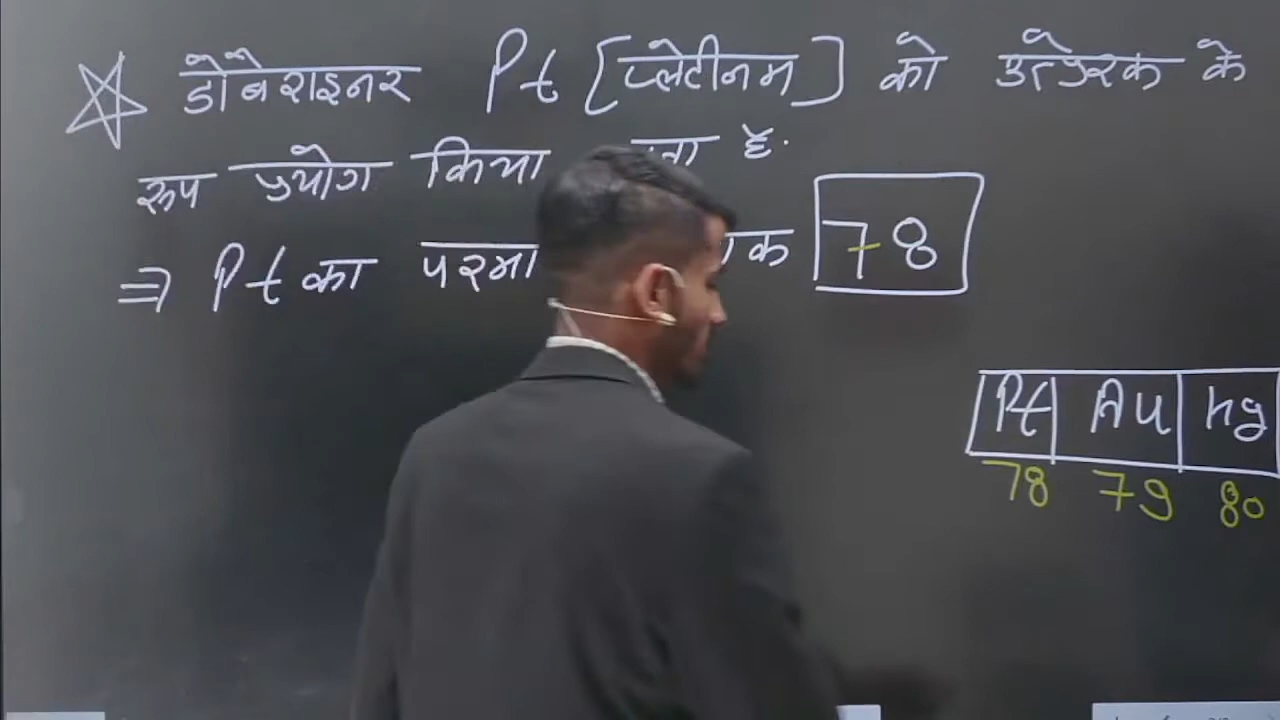 ☆ डॉबेराइनर Pt [प्लेटीनम] को उत्प्रेरक के
रूप प्रयोग किया है.
⇒ Pt का परमा क 78
Pt Au Hg
78 79 80